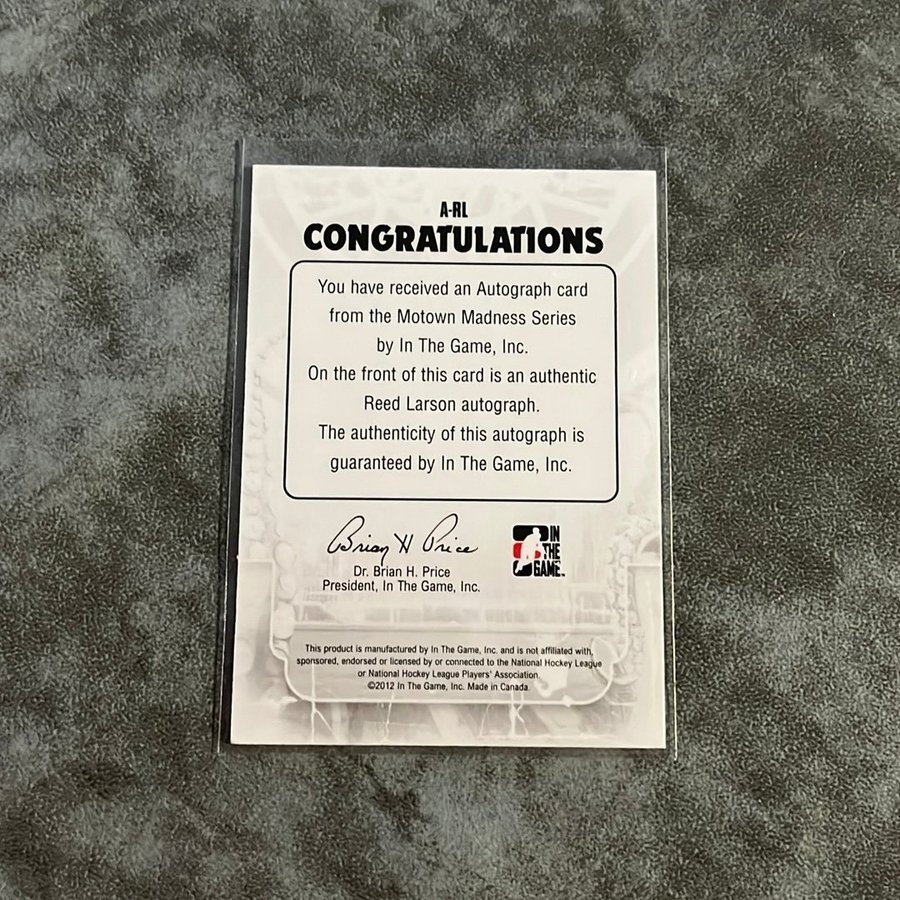 A-RL
CONGRATULATIONS
You have received an Autograph card
from the Motown Madness Series
by In The Game, Inc.
On the front of this card is an authentic
Reed Larson autograph.
The authenticity of this autograph is
guaranteed by In The Game, Inc.
Brian H Price
Dr. Brian H. Price
President, In The Game, Inc.
IN
THE
GAME™
This product is manufactured by In The Game, Inc. and is not affiliated with,
sponsored, endorsed or licensed by or connected to the National Hockey League
or National Hockey League Players' Association.
©2012 In The Game, Inc. Made in Canada.